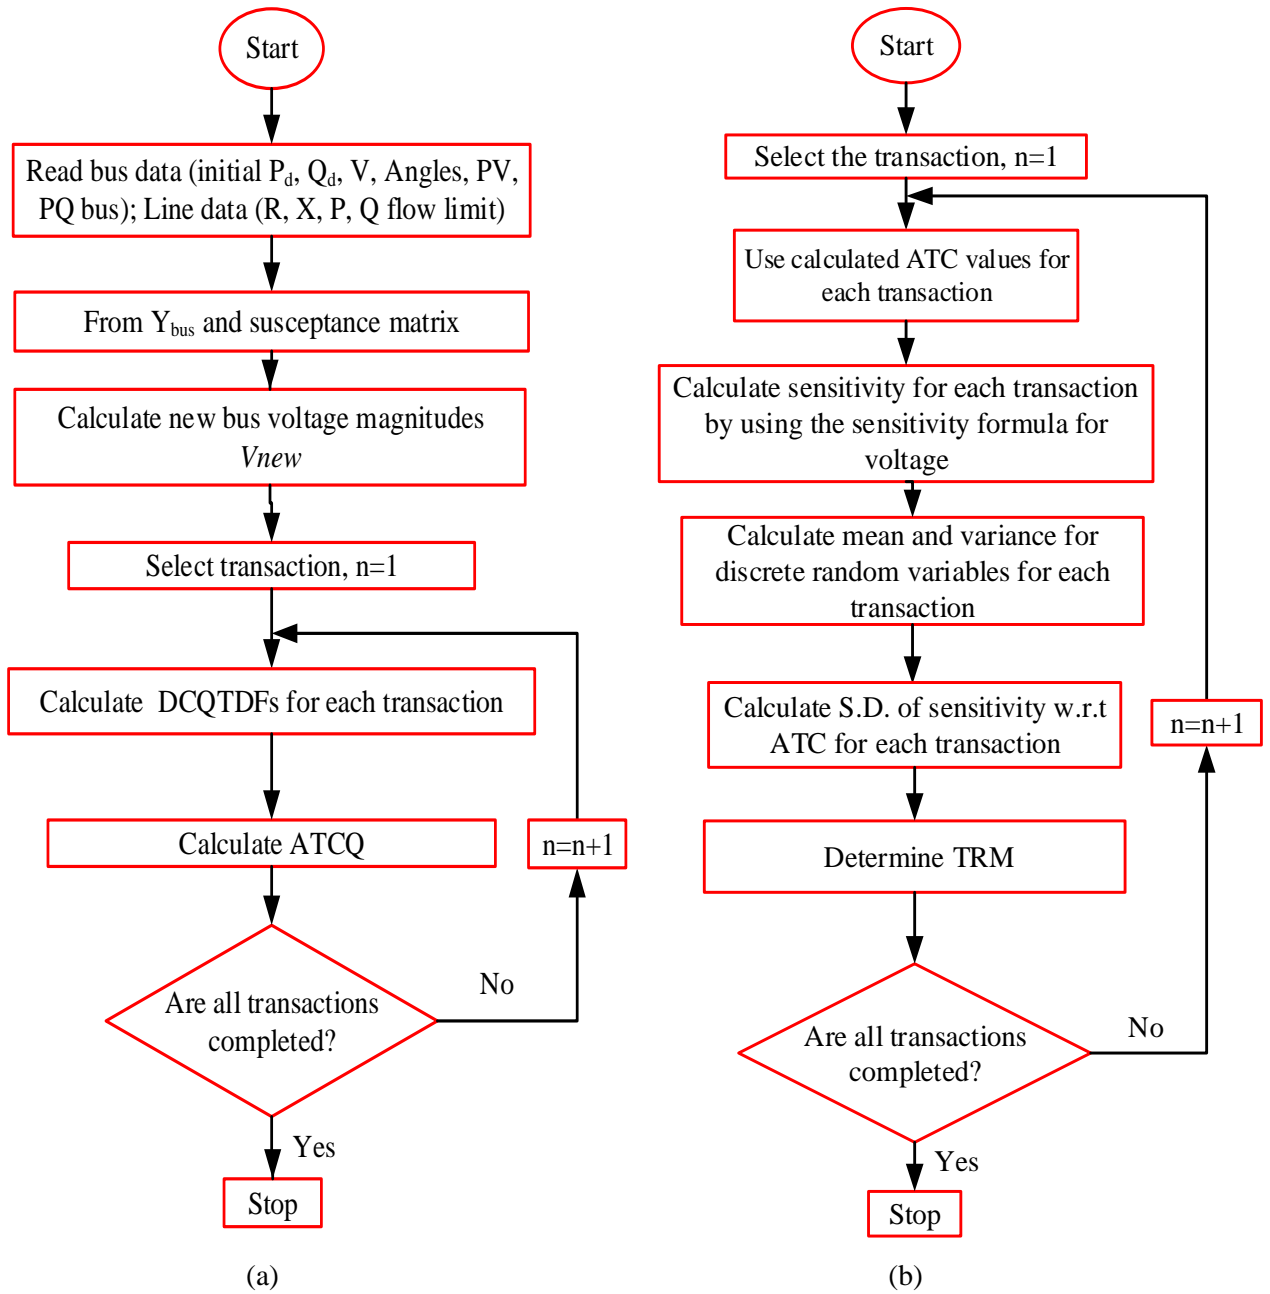 Start
Read bus data (initial Pd, Qd, V, Angles, PV,
PQ bus); Line data (R, X, P, Q flow limit)
From Ybus and susceptance matrix
Calculate new bus voltage magnitudes
Vnew
Select transaction, n=1
Calculate DCQTDFs for each transaction
Calculate ATCQ
n=n+1
Are all transactions
completed?
No
Yes
Stop
(a)
Start
Select the transaction, n=1
Use calculated ATC values for
each transaction
Calculate sensitivity for each transaction
by using the sensitivity formula for
voltage
Calculate mean and variance for
discrete random variables for each
transaction
Calculate S.D. of sensitivity w.r.t
ATC for each transaction
n=n+1
Determine TRM
Are all transactions
completed?
No
Yes
Stop
(b)